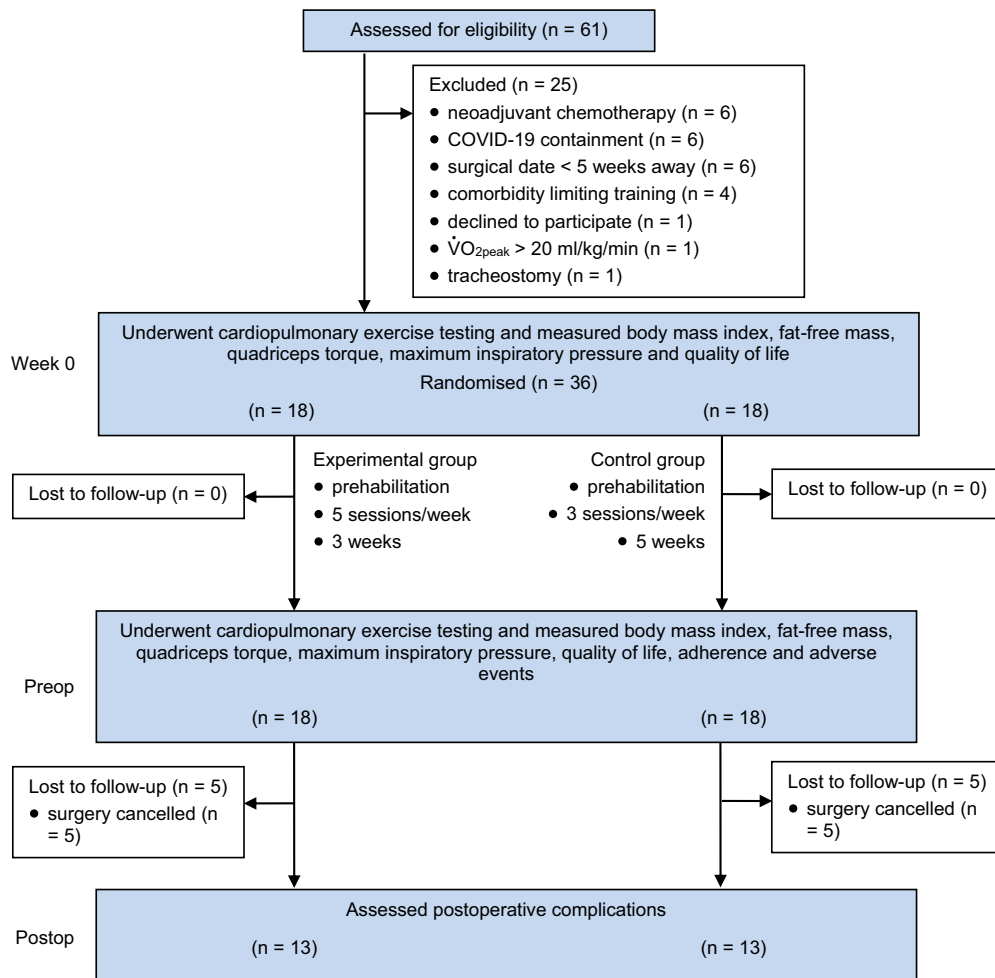 Assessed for eligibility (n = 61)
Excluded (n = 25)
● neoadjuvant chemotherapy (n = 6)
● COVID-19 containment (n = 6)
● surgical date < 5 weeks away (n = 6)
● comorbidity limiting training (n = 4)
● declined to participate (n = 1)
● V̇O2peak > 20 ml/kg/min (n = 1)
● tracheostomy (n = 1)
Week 0
Underwent cardiopulmonary exercise testing and measured body mass index, fat-free mass,
quadriceps torque, maximum inspiratory pressure and quality of life
Randomised (n = 36)
(n = 18)
(n = 18)
Lost to follow-up (n = 0)
Experimental group
● prehabilitation
● 5 sessions/week
● 3 weeks
Control group
● prehabilitation
● 3 sessions/week
● 5 weeks
Lost to follow-up (n = 0)
Preop
Underwent cardiopulmonary exercise testing and measured body mass index, fat-free mass,
quadriceps torque, maximum inspiratory pressure, quality of life, adherence and adverse
events
(n = 18)
(n = 18)
Lost to follow-up (n = 5)
● surgery cancelled (n
= 5)
Lost to follow-up (n = 5)
● surgery cancelled (n
= 5)
Postop
Assessed postoperative complications
(n = 13)
(n = 13)